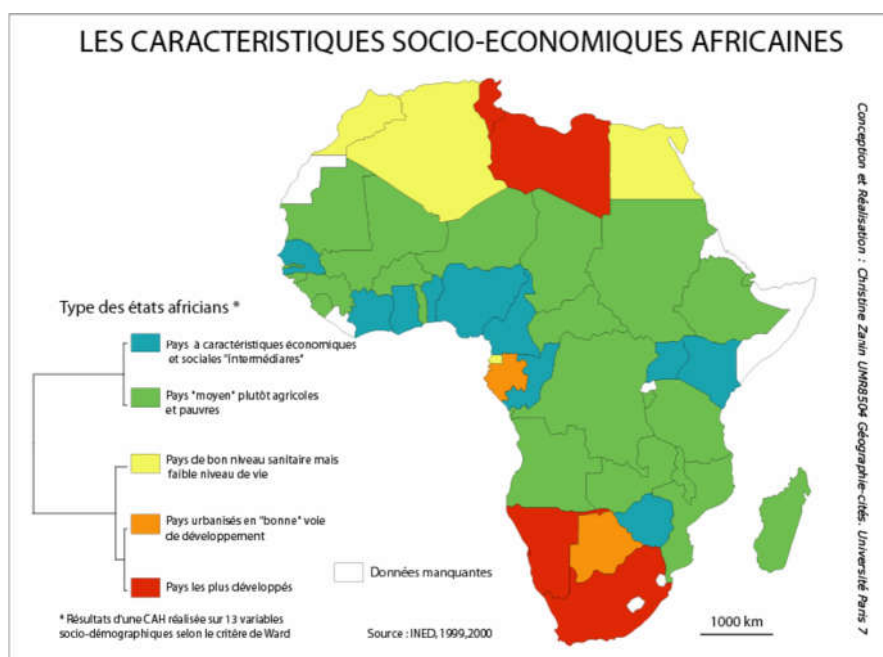 LES CARACTERISTIQUES SOCIO-ECONOMIQUES AFRICAINES
Type des états africians *
Pays à caractéristiques économiques
et sociales "intermédiares"
Pays "moyen" plutôt agricoles
et pauvres
Pays de bon niveau sanitaire mais
faible niveau de vie
Pays urbanisés en "bonne" voie
de développement
Pays les plus développés
Données manquantes
* Résultats d'une CAH réalisée sur 13 variables
socio-démographiques selon le critère de Ward
Source : INED, 1999,2000
1000 km
Conception et Réalisation : Christine Zanin UMR8504 Géographie-cités. Université Paris 7